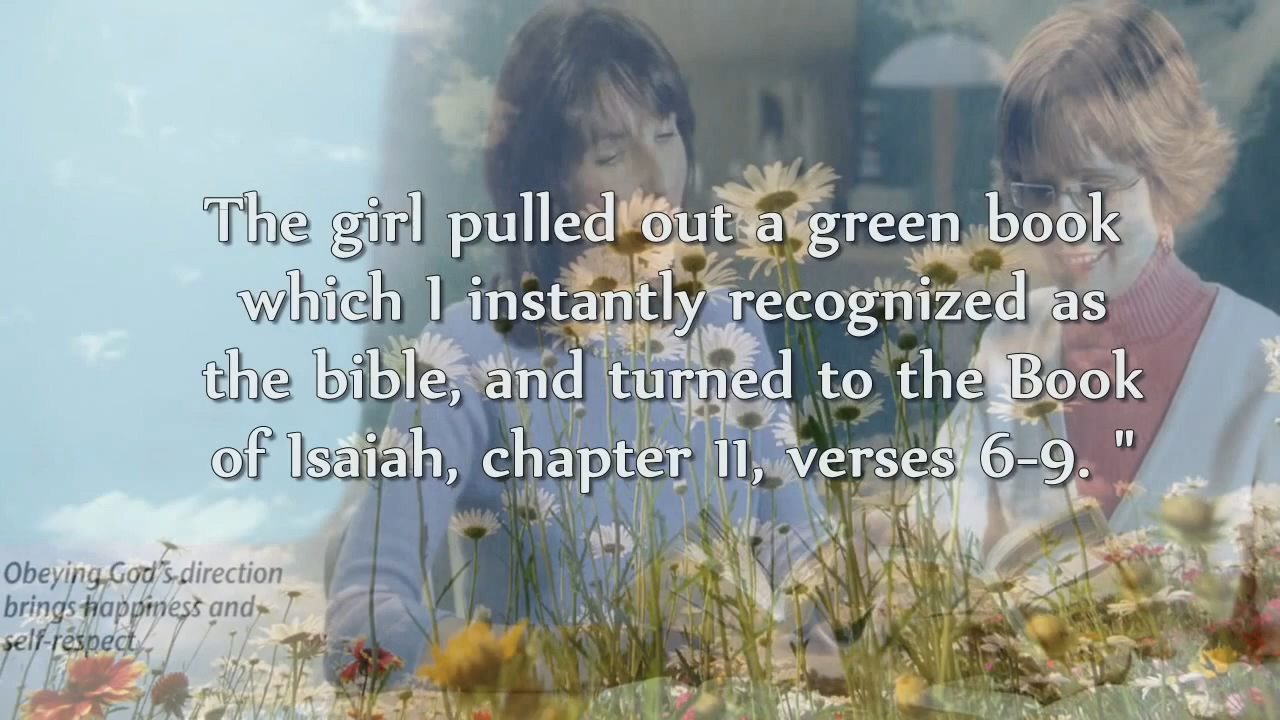 The girl pulled out a green book
which I instantly recognized as
the bible, and turned to the Book
of Isaiah, chapter 11, verses 6-9. "
Obeying God's direction
brings happiness and
self-respect